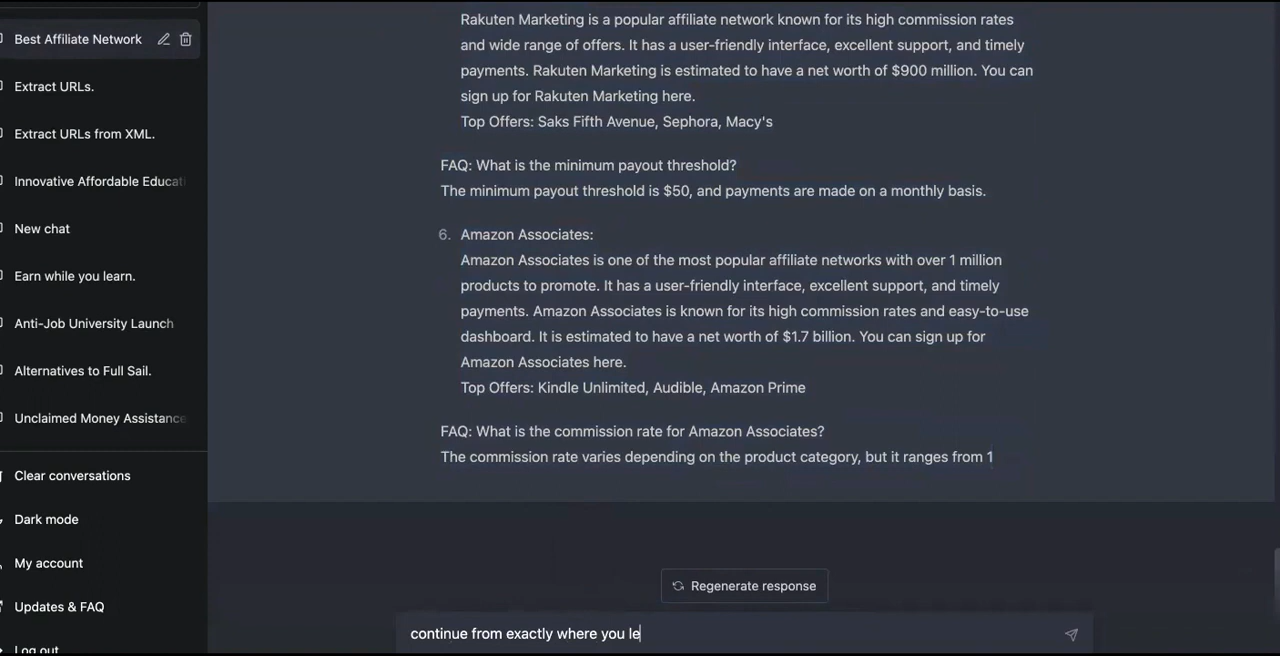 Best Affiliate Network
Extract URLs.
Extract URLs from XML.
Innovative Affordable Educati
New chat
Earn while you learn.
Anti-Job University Launch
Alternatives to Full Sail.
Unclaimed Money Assistance
Clear conversations
Dark mode
My account
Updates & FAQ
Log out
Rakuten Marketing is a popular affiliate network known for its high commission rates
and wide range of offers. It has a user-friendly interface, excellent support, and timely
payments. Rakuten Marketing is estimated to have a net worth of $900 million. You can
sign up for Rakuten Marketing here.
Top Offers: Saks Fifth Avenue, Sephora, Macy's
FAQ: What is the minimum payout threshold?
The minimum payout threshold is $50, and payments are made on a monthly basis.
6. Amazon Associates:
Amazon Associates is one of the most popular affiliate networks with over 1 million
products to promote. It has a user-friendly interface, excellent support, and timely
payments. Amazon Associates is known for its high commission rates and easy-to-use
dashboard. It is estimated to have a net worth of $1.7 billion. You can sign up for
Amazon Associates here.
Top Offers: Kindle Unlimited, Audible, Amazon Prime
FAQ: What is the commission rate for Amazon Associates?
The commission rate varies depending on the product category, but it ranges from 1
Regenerate response
continue from exactly where you le